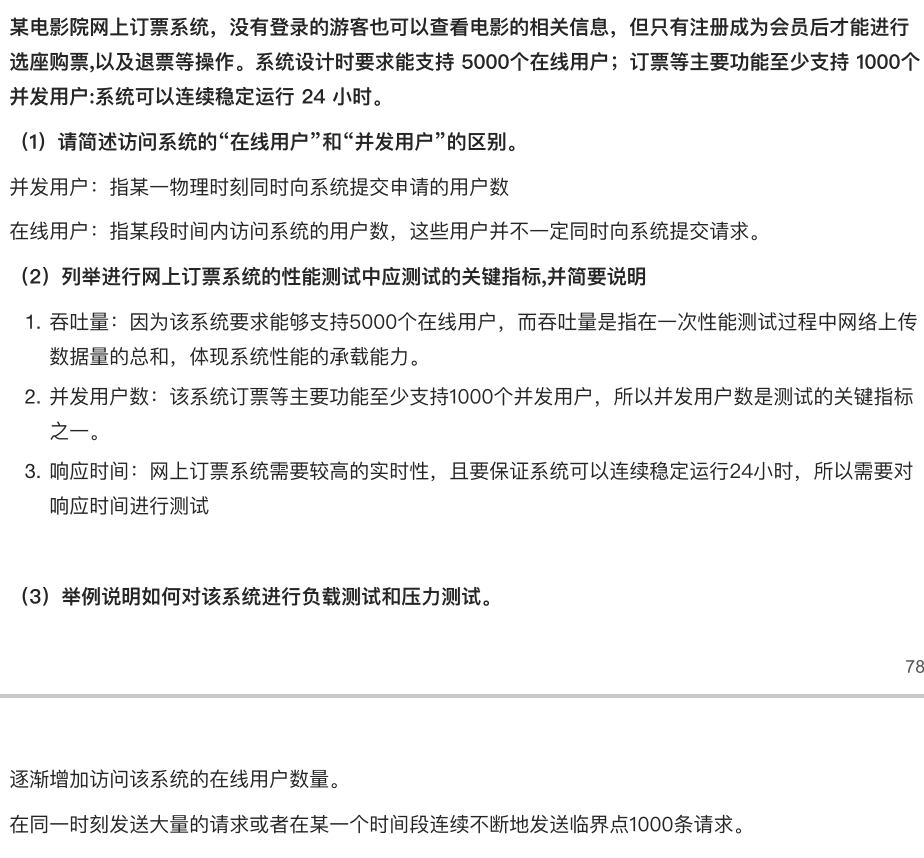 某电影院网上订票系统，没有登录的游客也可以查看电影的相关信息，但只有注册成为会员后才能进行
选座购票,以及退票等操作。系统设计时要求能支持 5000个在线用户；订票等主要功能至少支持 1000个
并发用户:系统可以连续稳定运行 24 小时。
（1）请简述访问系统的“在线用户”和“并发用户”的区别。
并发用户：指某一物理时刻同时向系统提交申请的用户数
在线用户：指某段时间内访问系统的用户数，这些用户并不一定同时向系统提交请求。
（2）列举进行网上订票系统的性能测试中应测试的关键指标,并简要说明
1. 吞吐量：因为该系统要求能够支持5000个在线用户，而吞吐量是指在一次性能测试过程中网络上传
数据量的总和，体现系统性能的承载能力。
2. 并发用户数：该系统订票等主要功能至少支持1000个并发用户，所以并发用户数是测试的关键指标
之一。
3. 响应时间：网上订票系统需要较高的实时性，且要保证系统可以连续稳定运行24小时，所以需要对
响应时间进行测试
（3）举例说明如何对该系统进行负载测试和压力测试。
78
逐渐增加访问该系统的在线用户数量。
在同一时刻发送大量的请求或者在某一个时间段连续不断地发送临界点1000条请求。